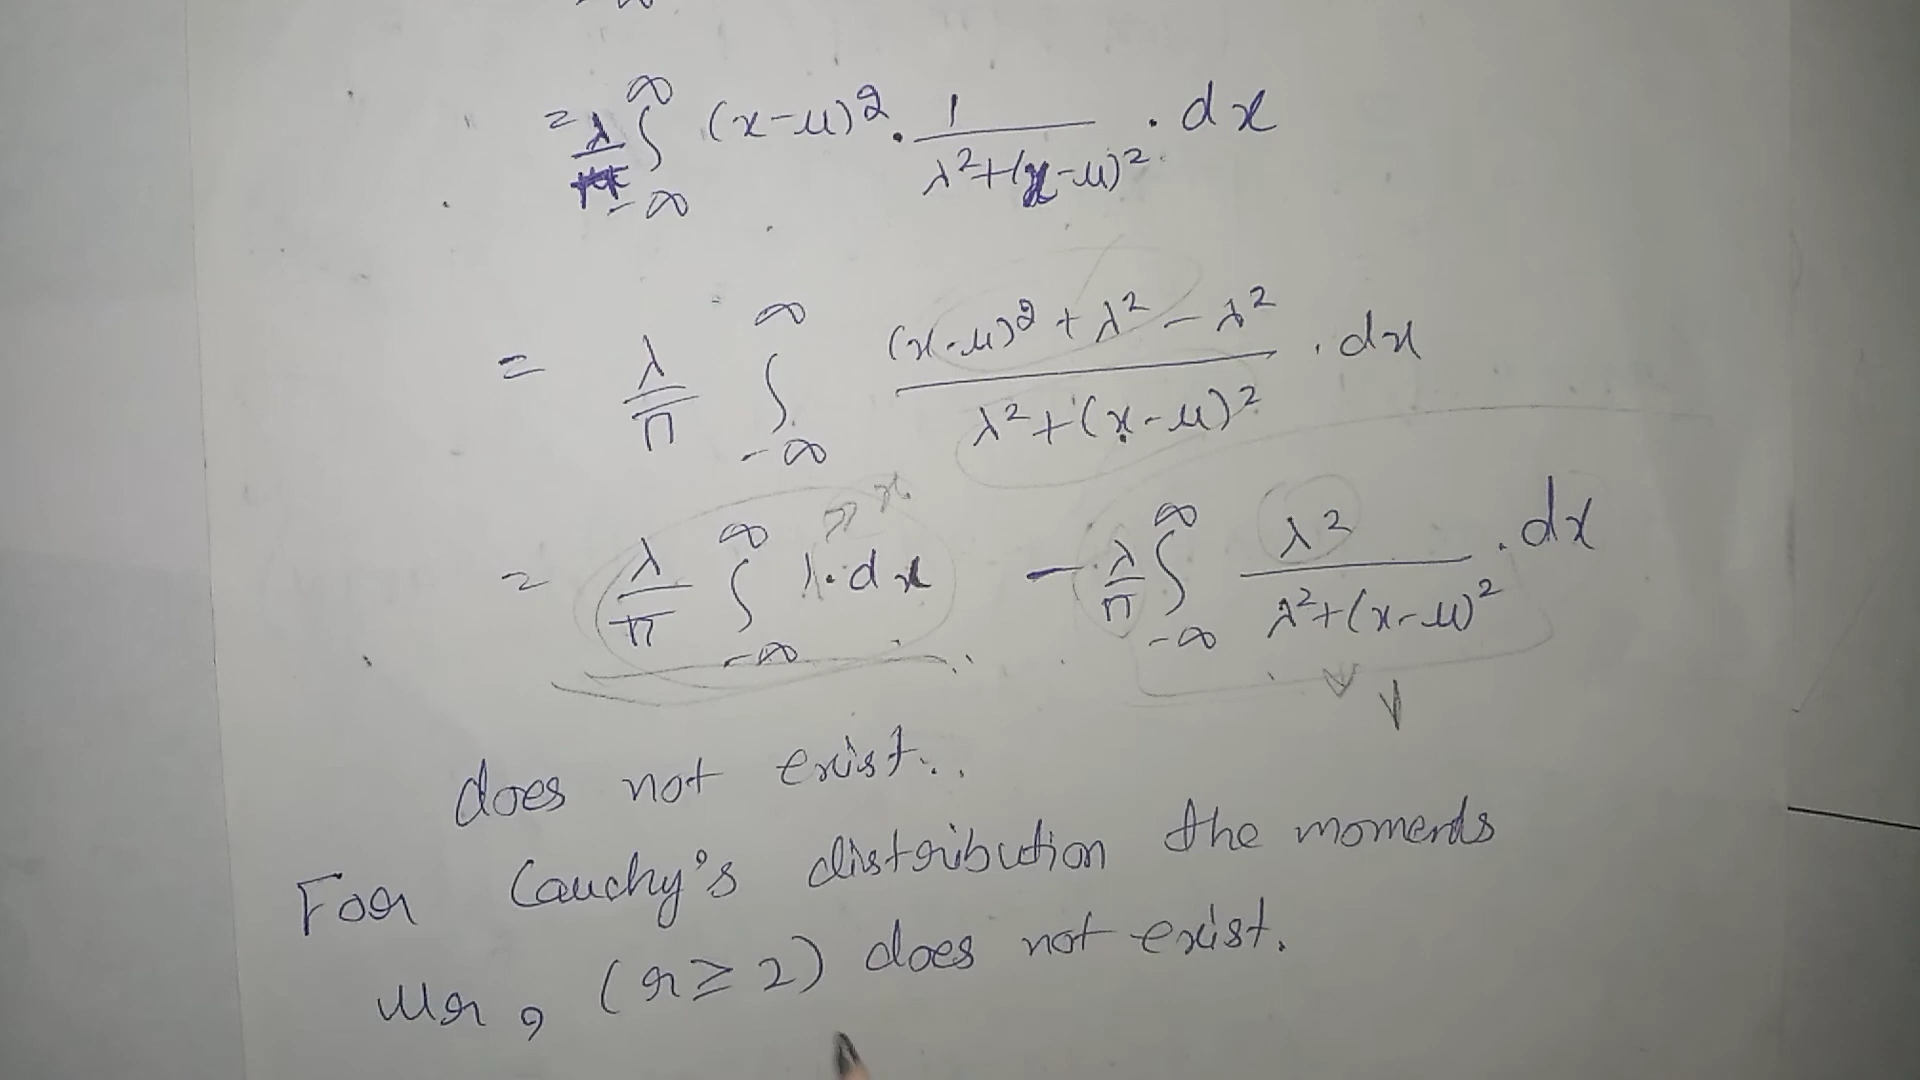 = λ/π ∫_{-∞}^{∞} (x-μ)². 1/(λ²+(x-μ)²) . dx
= λ/π ∫_{-∞}^{∞} ((x-μ)² + λ² - λ²)/(λ²+(x-μ)²) . dx
= λ/π ∫_{-∞}^{∞} 1.dx - λ/π ∫_{-∞}^{∞} λ²/(λ²+(x-μ)²) . dx
does not exist..
For Cauchy's distribution the moments
μr, (r ≥ 2) does not exist.